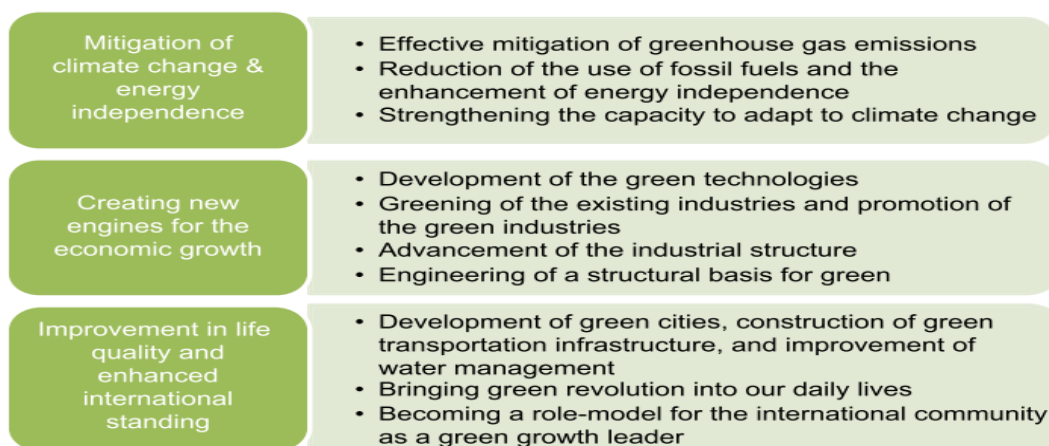 Mitigation of
climate change &
energy
independence
• Effective mitigation of greenhouse gas emissions
• Reduction of the use of fossil fuels and the
enhancement of energy independence
• Strengthening the capacity to adapt to climate change
Creating new
engines for the
economic growth
• Development of the green technologies
• Greening of the existing industries and promotion of
the green industries
• Advancement of the industrial structure
• Engineering of a structural basis for green
Improvement in life
quality and
enhanced
international
standing
• Development of green cities, construction of green
transportation infrastructure, and improvement of
water management
• Bringing green revolution into our daily lives
• Becoming a role-model for the international community
as a green growth leader